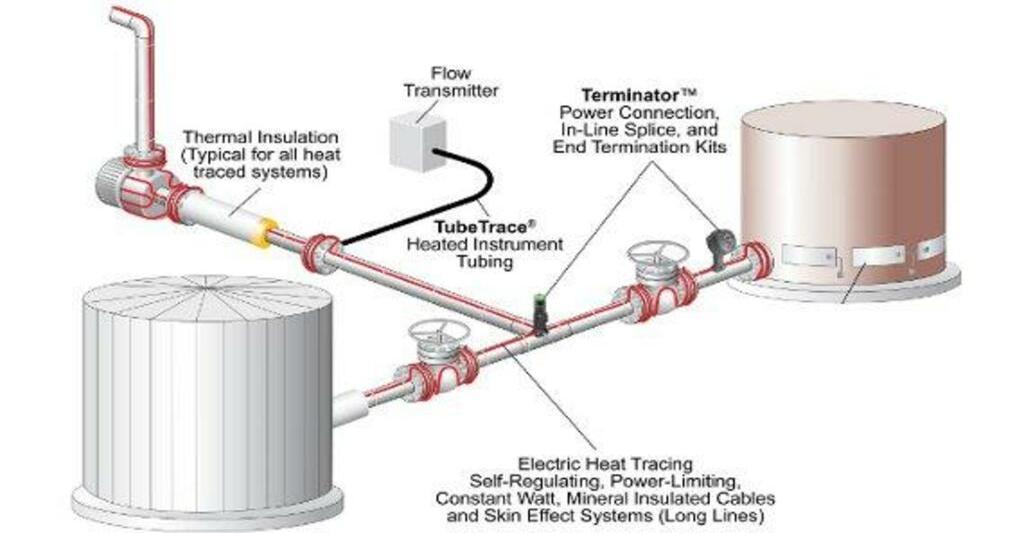 Flow
Transmitter
Terminator™
Power Connection,
In-Line Splice, and
End Termination Kits
Thermal Insulation
(Typical for all heat
traced systems)
TubeTrace®
Heated Instrument
Tubing
Electric Heat Tracing
Self-Regulating, Power-Limiting,
Constant Watt, Mineral Insulated Cables
and Skin Effect Systems (Long Lines)